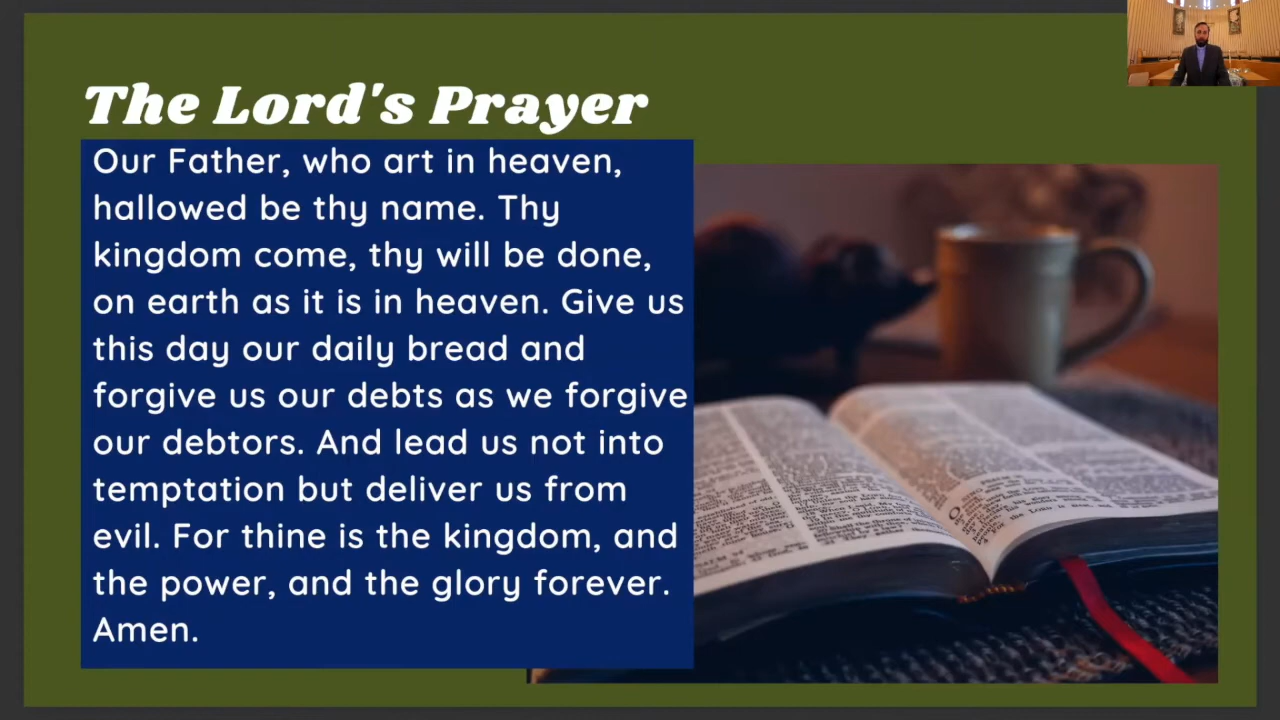 The Lord's Prayer
Our Father, who art in heaven,
hallowed be thy name. Thy
kingdom come, thy will be done,
on earth as it is in heaven. Give us
this day our daily bread and
forgive us our debts as we forgive
our debtors. And lead us not into
temptation but deliver us from
evil. For thine is the kingdom, and
the power, and the glory forever.
Amen.